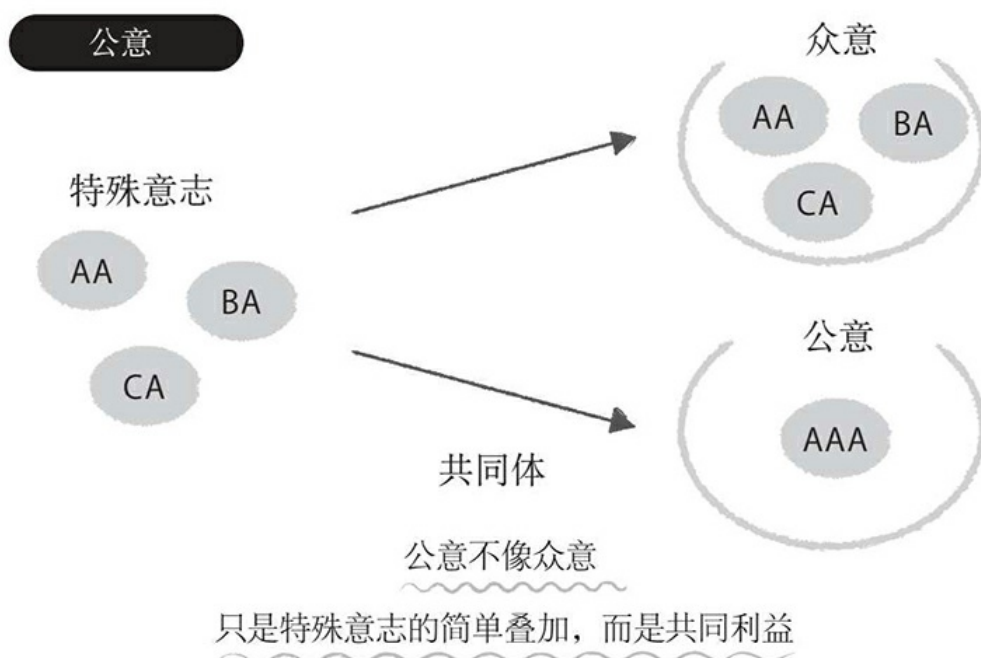 公意
众意
AA
BA
CA
特殊意志
AA
BA
CA
公意
AAA
共同体
公意不像众意
只是特殊意志的简单叠加，而是共同利益